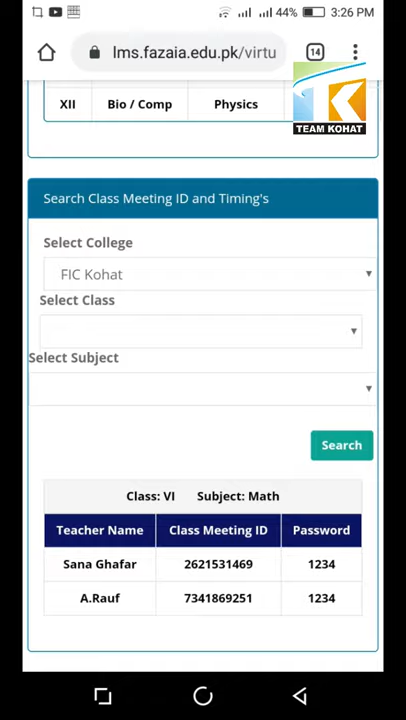 44% 3:26 PM
lms.fazaia.edu.pk/virtu
14
XII Bio / Comp Physics
TEAM KOHAT
Search Class Meeting ID and Timing's
Select College
FIC Kohat
Select Class
Select Subject
Search
Class: VI Subject: Math
Teacher Name Class Meeting ID Password
Sana Ghafar 2621531469 1234
A.Rauf 7341869251 1234